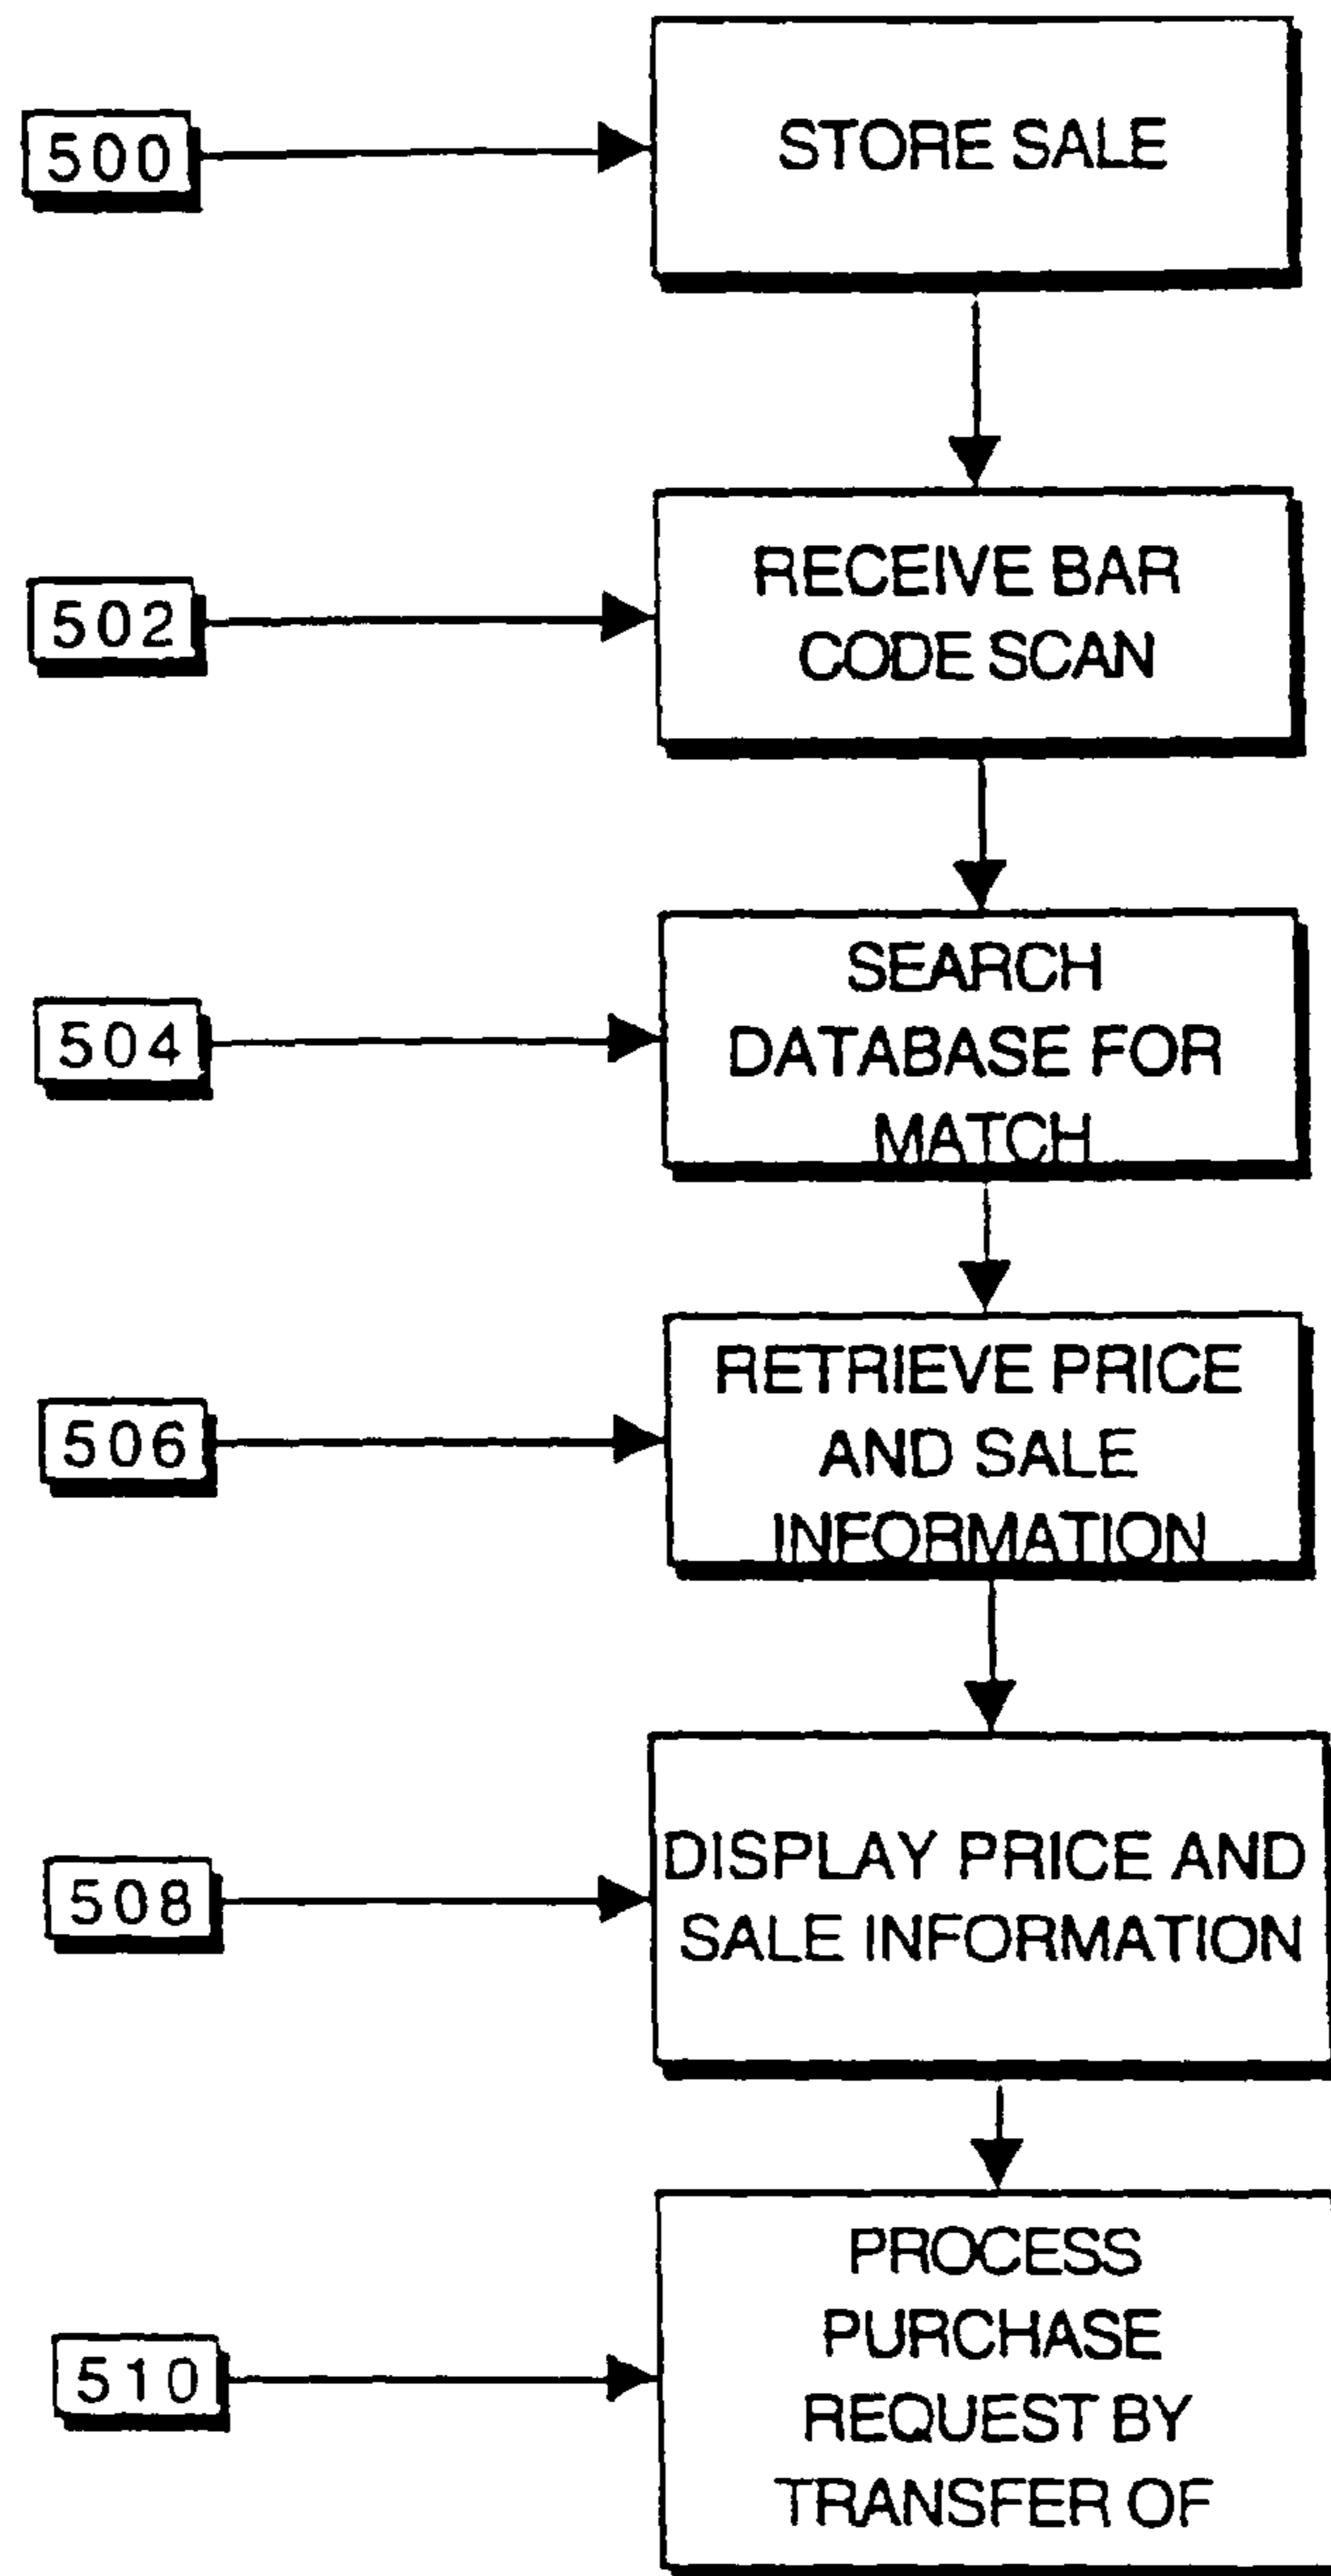 500
STORE SALE
502
RECEIVE BAR
CODE SCAN
504
SEARCH
DATABASE FOR
MATCH
506
RETRIEVE PRICE
AND SALE
INFORMATION
508
DISPLAY PRICE AND
SALE INFORMATION
510
PROCESS
PURCHASE
REQUEST BY
TRANSFER OF